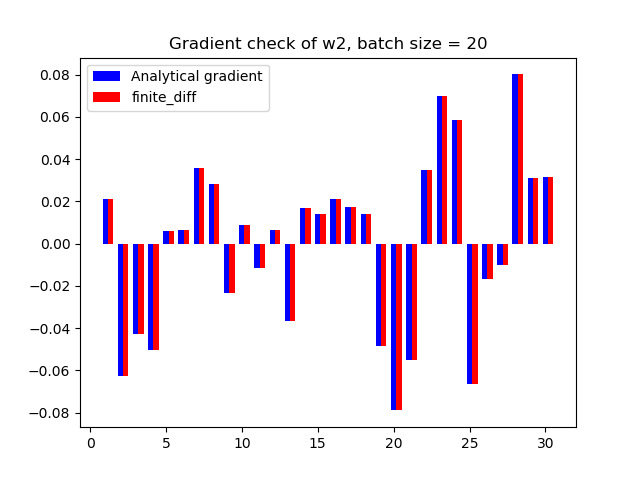 Gradient check of w2, batch size = 20
Analytical gradient
finite_diff
0.08
0.06
0.04
0.02
0.00
−0.02
−0.04
−0.06
−0.08
0 5 10 15 20 25 30